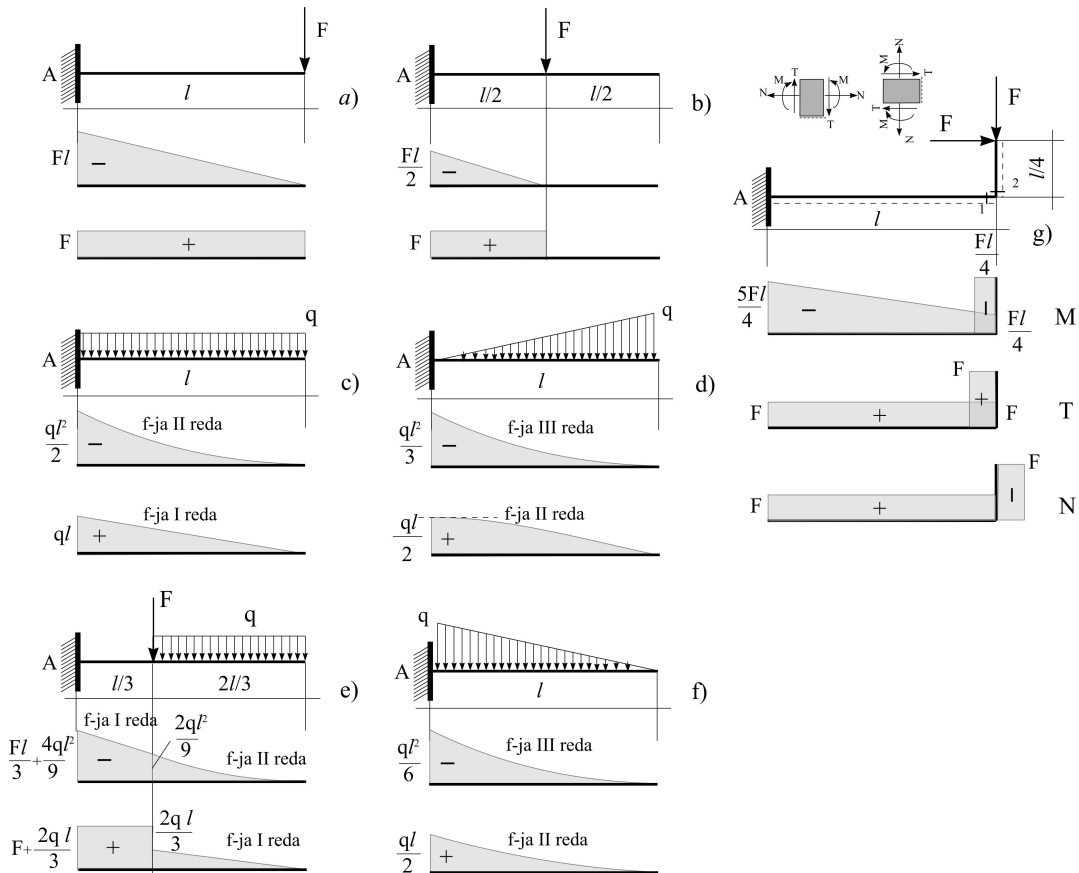 F
A
l
a)
Fl
−
F
+
F
A
l/2
l/2
b)
Fl/2
−
F
+
q
A
l
c)
ql²/2
−
f-ja II reda
ql
+
f-ja I reda
q
A
l
d)
ql²/3
−
f-ja III reda
ql/2
+
f-ja II reda
F
q
A
l/3
2l/3
e)
f-ja I reda
2ql²/9
Fl/3+4ql²/9
−
f-ja II reda
F+2ql/3
+
2ql/3
f-ja I reda
q
A
l
f)
ql²/6
−
f-ja III reda
ql/2
+
f-ja II reda
N
M
T
M
N
T
N
M
T
T
M
N
F
F
A
2
l/4
1
l
g)
Fl/4
5Fl/4
−
−
Fl/4
M
F
F
+
+
F
T
F
F
+
−
N